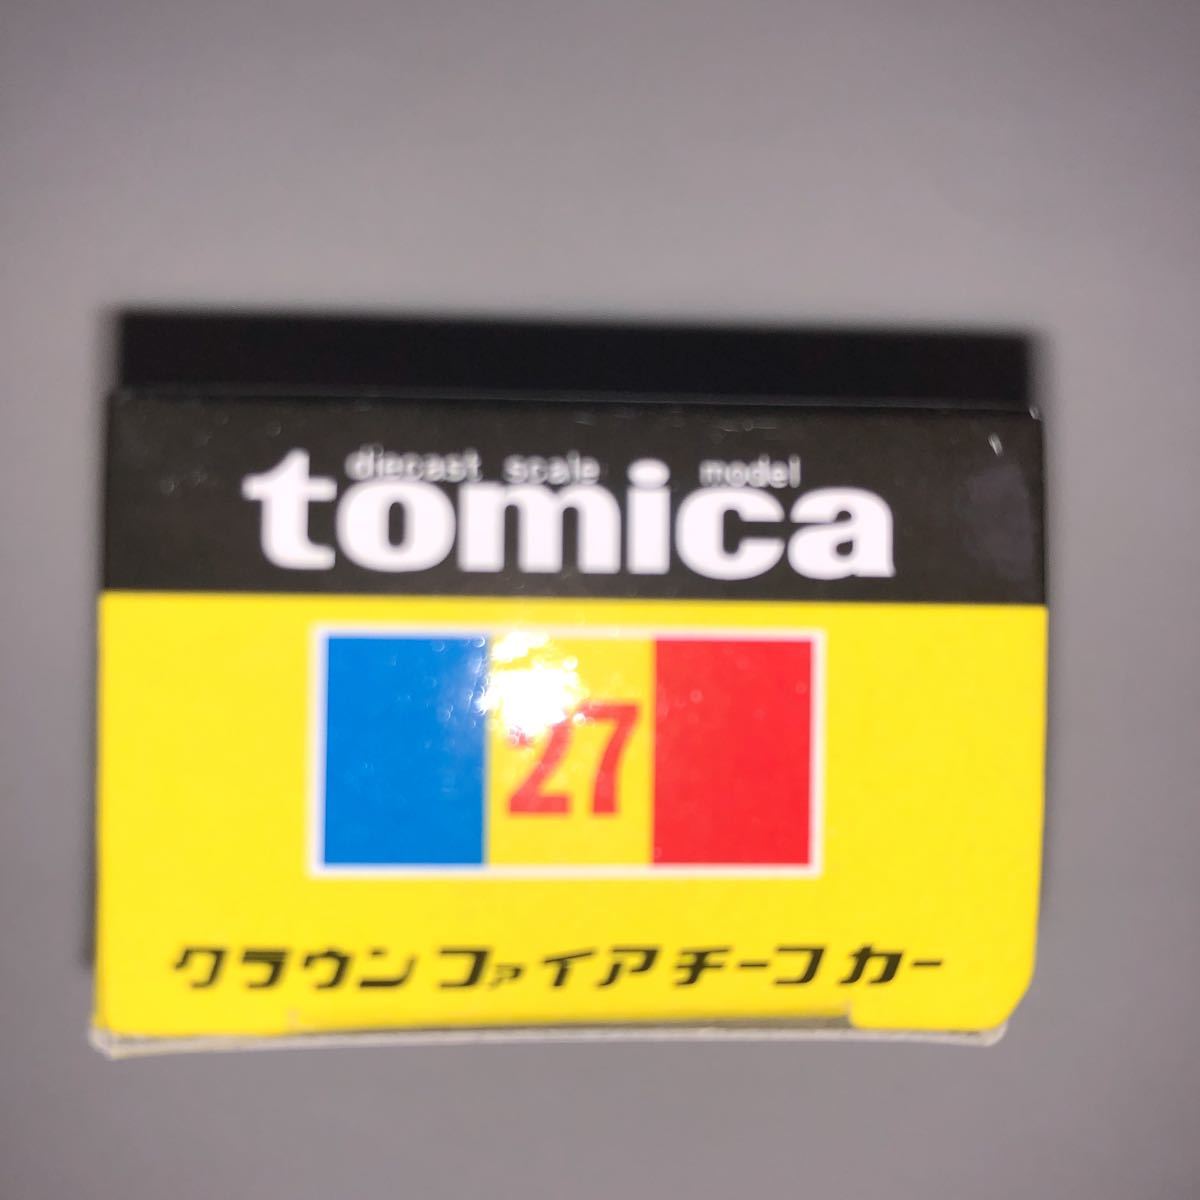 diecast scale model
tomica
27
クラウン ファイアチーフ カー